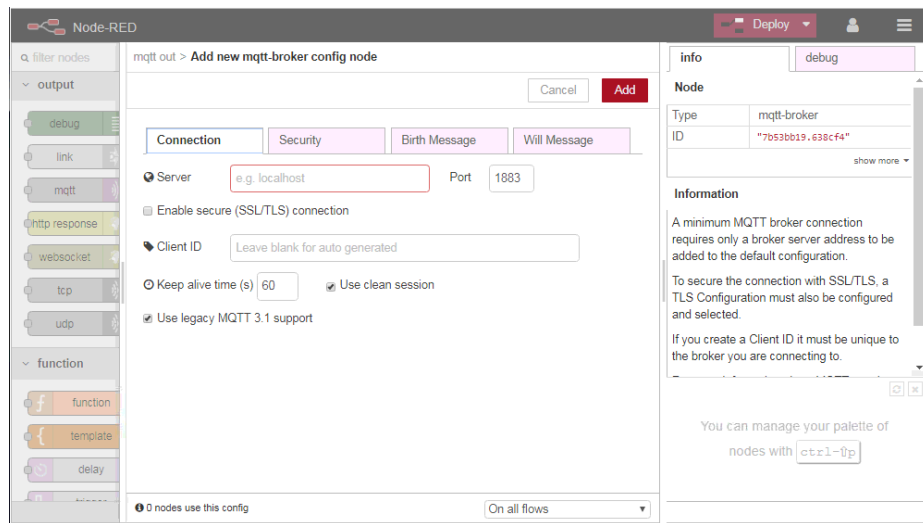 Node-RED
Deploy
filter nodes
output
debug
link
mqtt
http response
websocket
tcp
udp
function
function
template
delay
mqtt out > Add new mqtt-broker config node
Cancel
Add
Connection
Security
Birth Message
Will Message
Server
e.g. localhost
Port
1883
Enable secure (SSL/TLS) connection
Client ID
Leave blank for auto generated
Keep alive time (s)
60
Use clean session
Use legacy MQTT 3.1 support
0 nodes use this config
On all flows
info
debug
Node
Type
mqtt-broker
ID
"7b53bb19.638cf4"
show more
Information
A minimum MQTT broker connection
requires only a broker server address to be
added to the default configuration.
To secure the connection with SSL/TLS, a
TLS Configuration must also be configured
and selected.
If you create a Client ID it must be unique to
the broker you are connecting to.
You can manage your palette of
nodes with ctrl-⇧p